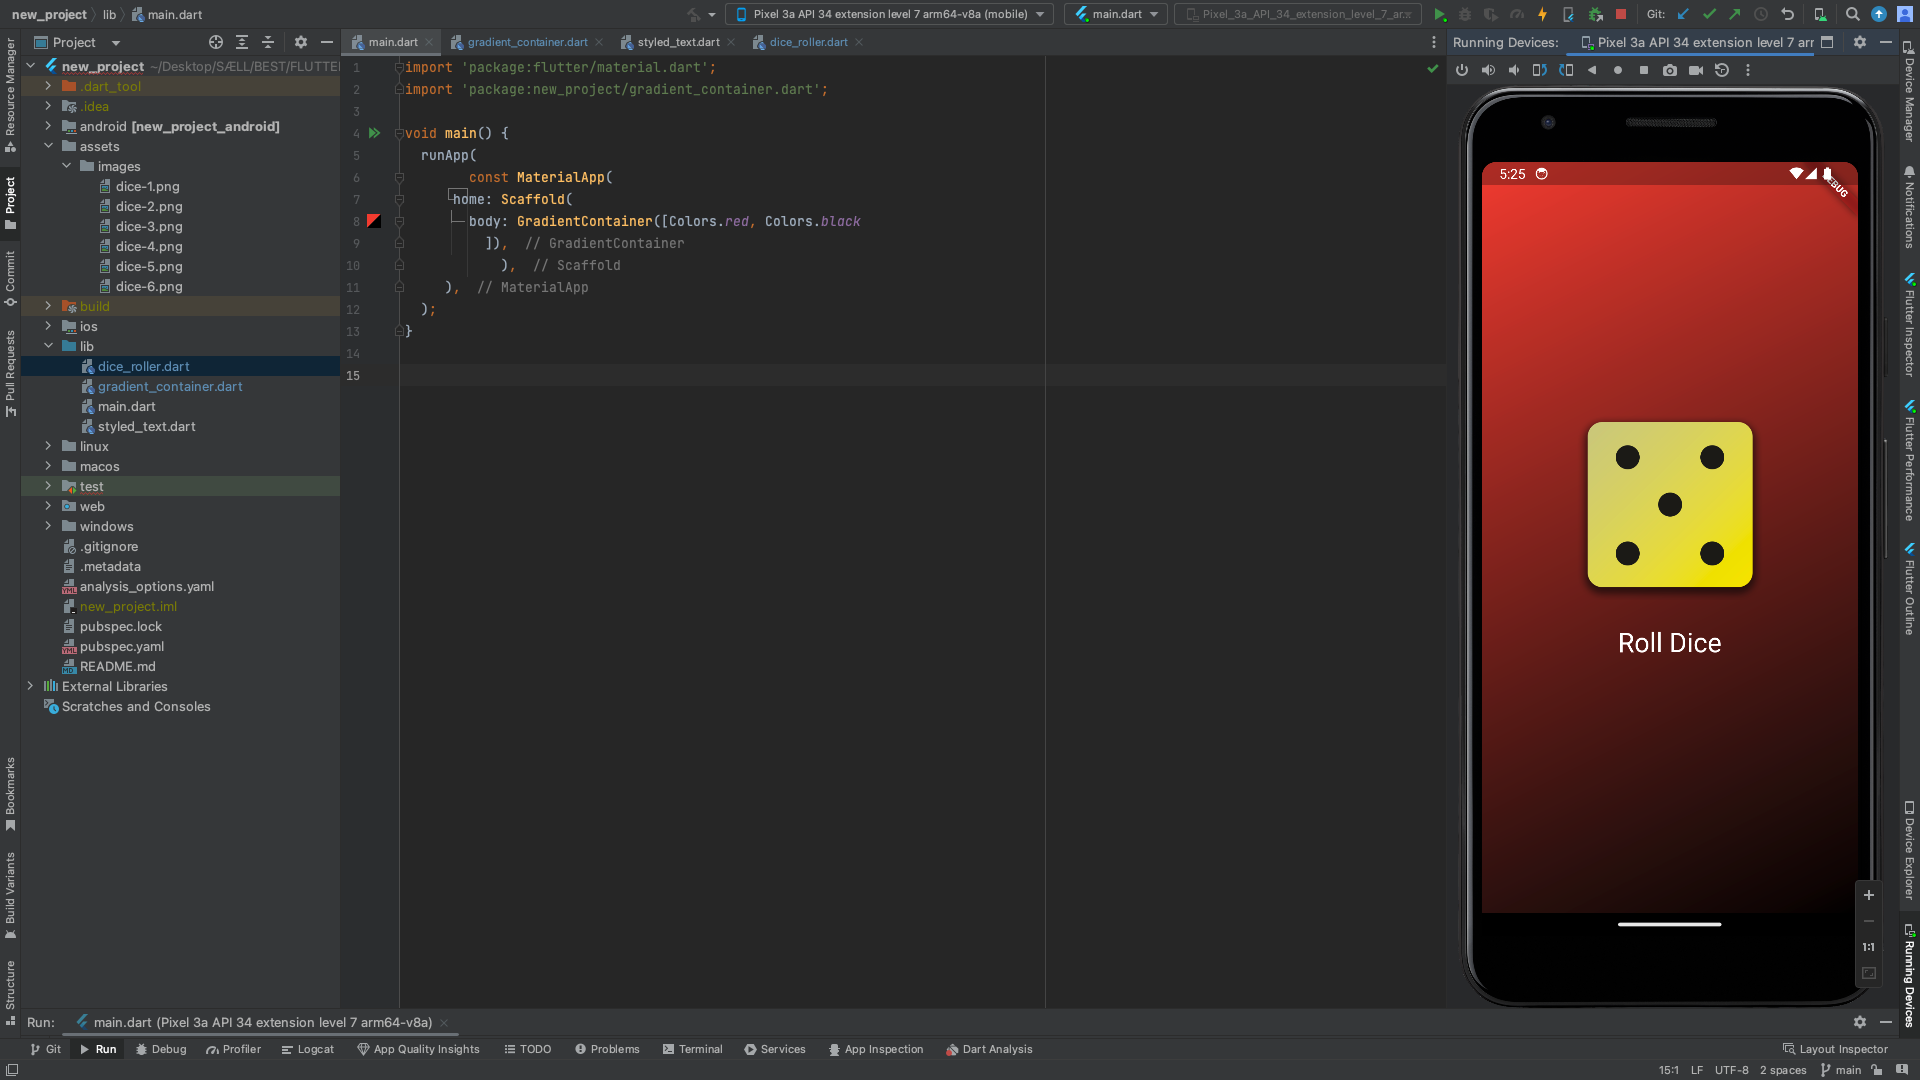 new_project
lib
main.dart
Pixel 3a API 34 extension level 7 arm64-v8a (mobile)
main.dart
Pixel_3a_API_34_extension_level_7_ar...
Git:
Project
main.dart
gradient_container.dart
styled_text.dart
dice_roller.dart
Running Devices:
Pixel 3a API 34 extension level 7 arr
new_project ~/Desktop/SÆLL/BEST/FLUTTE
.dart_tool
.idea
android [new_project_android]
assets
images
dice-1.png
dice-2.png
dice-3.png
dice-4.png
dice-5.png
dice-6.png
build
ios
lib
dice_roller.dart
gradient_container.dart
main.dart
styled_text.dart
linux
macos
test
web
windows
.gitignore
.metadata
analysis_options.yaml
new_project.iml
pubspec.lock
pubspec.yaml
README.md
External Libraries
Scratches and Consoles
1 import 'package:flutter/material.dart';
2 import 'package:new_project/gradient_container.dart';
3
4 void main() {
5 runApp(
6 const MaterialApp(
7 home: Scaffold(
8 body: GradientContainer([Colors.red, Colors.black
9 ]), // GradientContainer
10 ), // Scaffold
11 ), // MaterialApp
12 );
13 }
14
15
5:25
DEBUG
Roll Dice
1:1
Resource Manager
Project
Commit
Pull Requests
Bookmarks
Build Variants
Structure
Device Manager
Notifications
Flutter Inspector
Flutter Performance
Flutter Outline
Device Explorer
Running Devices
Run:
main.dart (Pixel 3a API 34 extension level 7 arm64-v8a)
Git
Run
Debug
Profiler
Logcat
App Quality Insights
TODO
Problems
Terminal
Services
App Inspection
Dart Analysis
Layout Inspector
15:1
LF
UTF-8
2 spaces
main